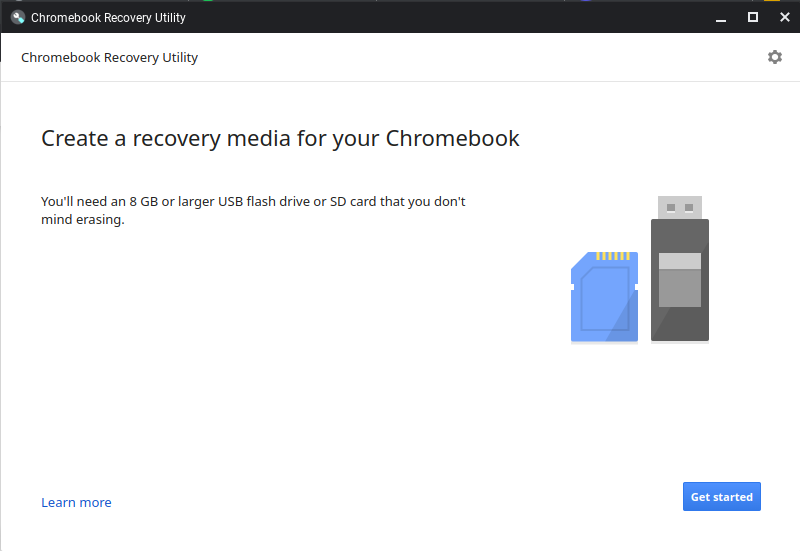 Chromebook Recovery Utility
Chromebook Recovery Utility
Create a recovery media for your Chromebook
You'll need an 8 GB or larger USB flash drive or SD card that you don't
mind erasing.
Learn more
Get started